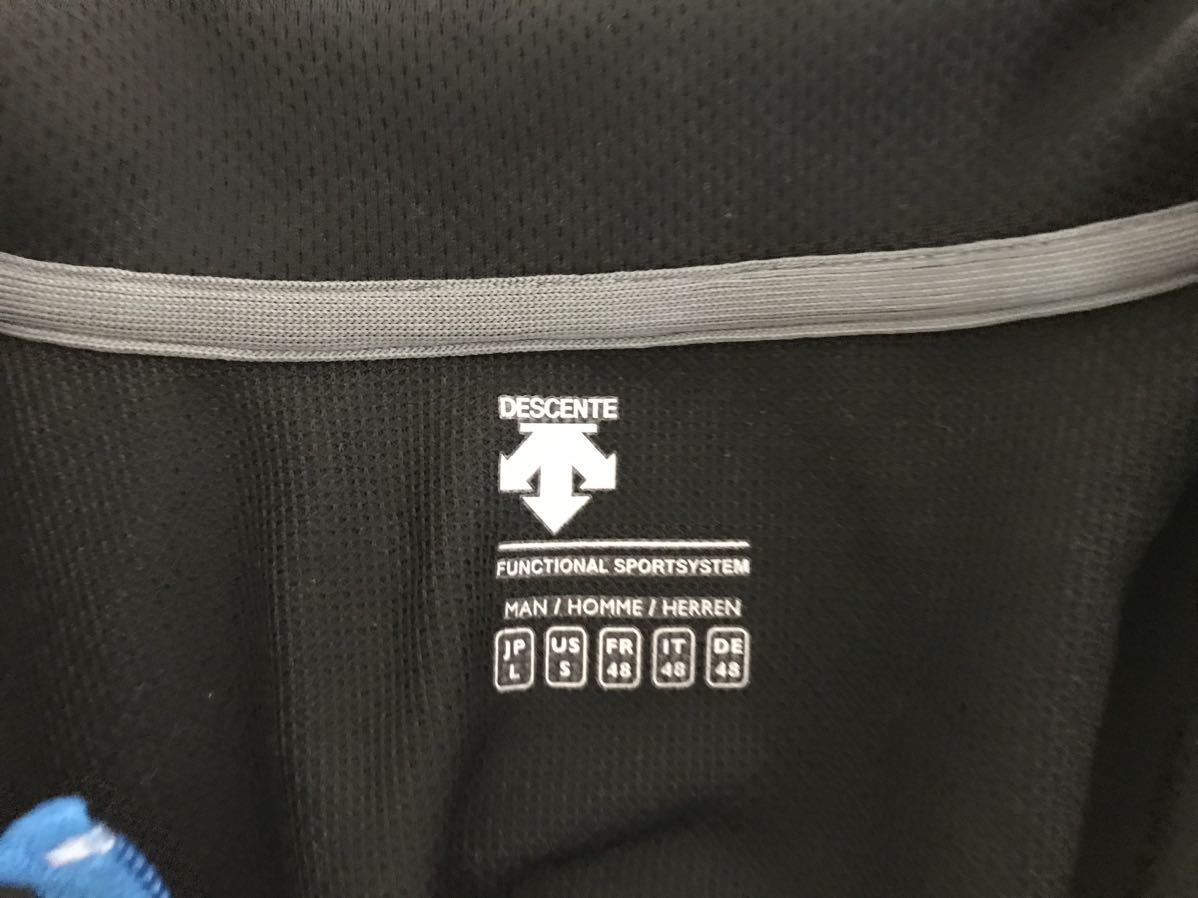 DESCENTE
FUNCTIONAL SPORTSYSTEM
MAN / HOMME / HERREN
JP US FR IT DE
L S 48 48 48